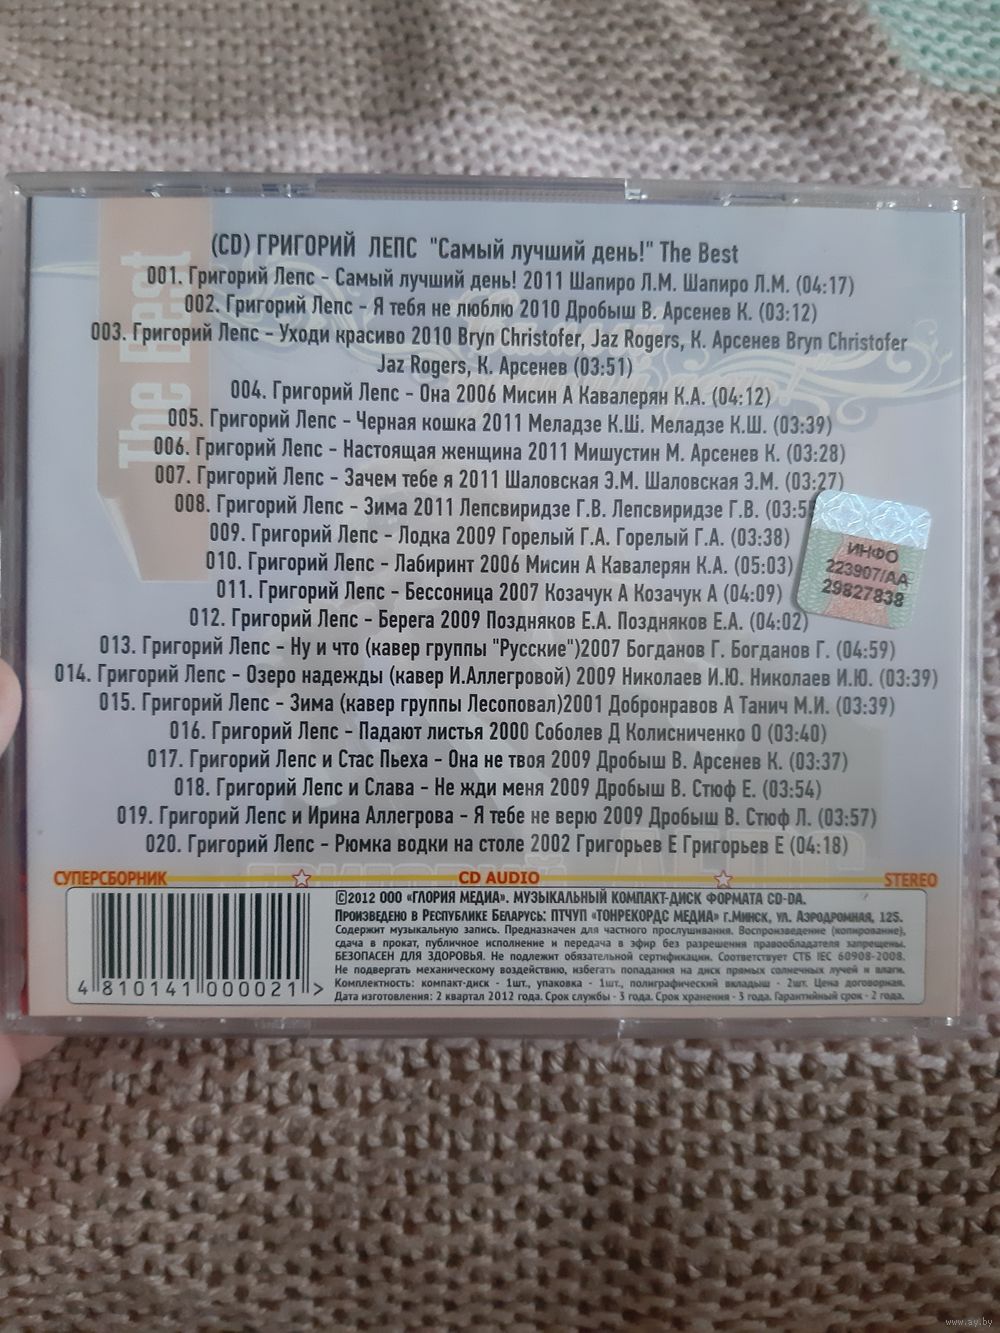 The Best
(CD) ГРИГОРИЙ ЛЕПС "Самый лучший день!" The Best
001. Григорий Лепс - Самый лучший день! 2011 Шапиро Л.М. Шапиро Л.М. (04:17)
002. Григорий Лепс - Я тебя не люблю 2010 Дробыш В. Арсенев К. (03:12)
003. Григорий Лепс - Уходи красиво 2010 Bryn Christofer, Jaz Rogers, К. Арсенев Bryn Christofer
Jaz Rogers, К. Арсенев (03:51)
004. Григорий Лепс - Она 2006 Мисин А Кавалерян К.А. (04:12)
005. Григорий Лепс - Черная кошка 2011 Меладзе К.Ш. Меладзе К.Ш. (03:39)
006. Григорий Лепс - Настоящая женщина 2011 Мишустин М. Арсенев К. (03:28)
007. Григорий Лепс - Зачем тебе я 2011 Шаловская Э.М. Шаловская Э.М. (03:27)
008. Григорий Лепс - Зима 2011 Лепсвиридзе Г.В. Лепсвиридзе Г.В.
009. Григорий Лепс - Лодка 2009 Горелый Г.А. Горелый Г.А. (03:38)
010. Григорий Лепс - Лабиринт 2006 Мисин А Кавалерян К.А. (05:03)
011. Григорий Лепс - Бессоница 2007 Козачук А Козачук А (04:09)
012. Григорий Лепс - Берега 2009 Поздняков Е.А. Поздняков Е.А. (04:02)
013. Григорий Лепс - Ну и что (кавер группы "Русские")2007 Богданов Г. Богданов Г. (04:59)
014. Григорий Лепс - Озеро надежды (кавер И.Аллегровой) 2009 Николаев И.Ю. Николаев И.Ю. (03:39)
015. Григорий Лепс - Зима (кавер группы Лесоповал)2001 Добронравов А Танич М.И. (03:39)
016. Григорий Лепс - Падают листья 2000 Соболев Д Колисниченко О (03:40)
017. Григорий Лепс и Стас Пьеха - Она не твоя 2009 Дробыш В. Арсенев К. (03:37)
018. Григорий Лепс и Слава - Не жди меня 2009 Дробыш В. Стюф Е. (03:54)
019. Григорий Лепс и Ирина Аллегрова - Я тебе не верю 2009 Дробыш В. Стюф Л. (03:57)
020. Григорий Лепс - Рюмка водки на столе 2002 Григорьев Е Григорьев Е (04:18)
ИНФО
223907/АА
29827838
СУПЕРСБОРНИК CD AUDIO STEREO
©2012 ООО «ГЛОРИЯ МЕДИА». МУЗЫКАЛЬНЫЙ КОМПАКТ-ДИСК ФОРМАТА CD-DA.
ПРОИЗВЕДЕНО В РЕСПУБЛИКЕ БЕЛАРУСЬ: ПТЧУП «ТОНРЕКОРДС МЕДИА» Г.МИНСК, УЛ. АЭРОДРОМНАЯ, 125.
Содержит музыкальную запись. Предназначен для частного прослушивания. Воспроизведение (копирование),
сдача в прокат, публичное исполнение и передача в эфир без разрешения правообладателя запрещены.
БЕЗОПАСЕН ДЛЯ ЗДОРОВЬЯ. Не подлежит обязательной сертификации. Соответствует СТБ IEC 60908-2008.
Не подвергать механическому воздействию, избегать попадания на диск прямых солнечных лучей и влаги.
Комплектность: компакт-диск - 1шт., упаковка - 1шт., полиграфический вкладыш - 2шт. Цена договорная.
Дата изготовления: 2 квартал 2012 года. Срок службы - 3 года. Срок хранения - 3 года. Гарантийный срок - 2 года.
4 810141 000021 >
www.ay.by